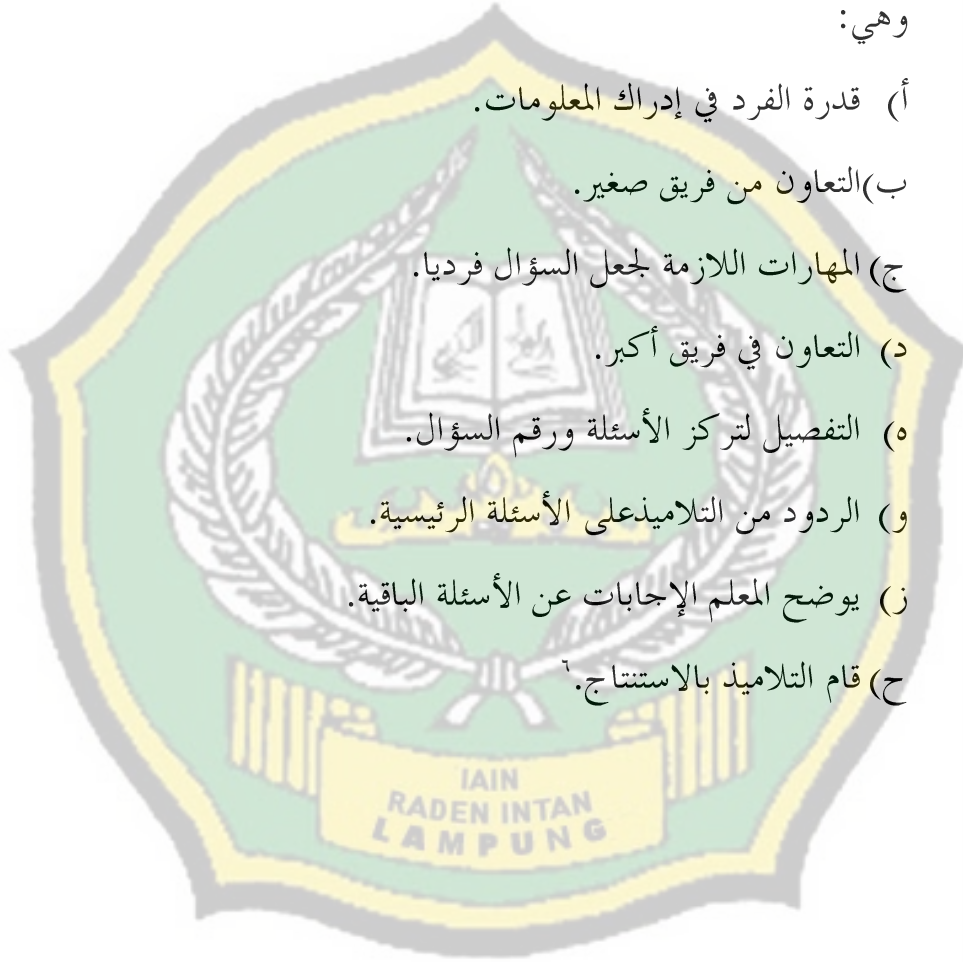 وهي:
أ) قدرة الفرد في إدراك المعلومات.
ب)التعاون من فريق صغير.
ج) المهارات اللازمة لجعل السؤال فرديا.
د) التعاون في فريق أكبر.
ه) التفصيل لتركز الأسئلة ورقم السؤال.
و) الردود من التلاميذعلى الأسئلة الرئيسية.
ز) يوضح المعلم الإجابات عن الأسئلة الباقية.
ح) قام التلاميذ بالاستنتاج.٦
IAIN
RADEN INTAN
LAMPUNG